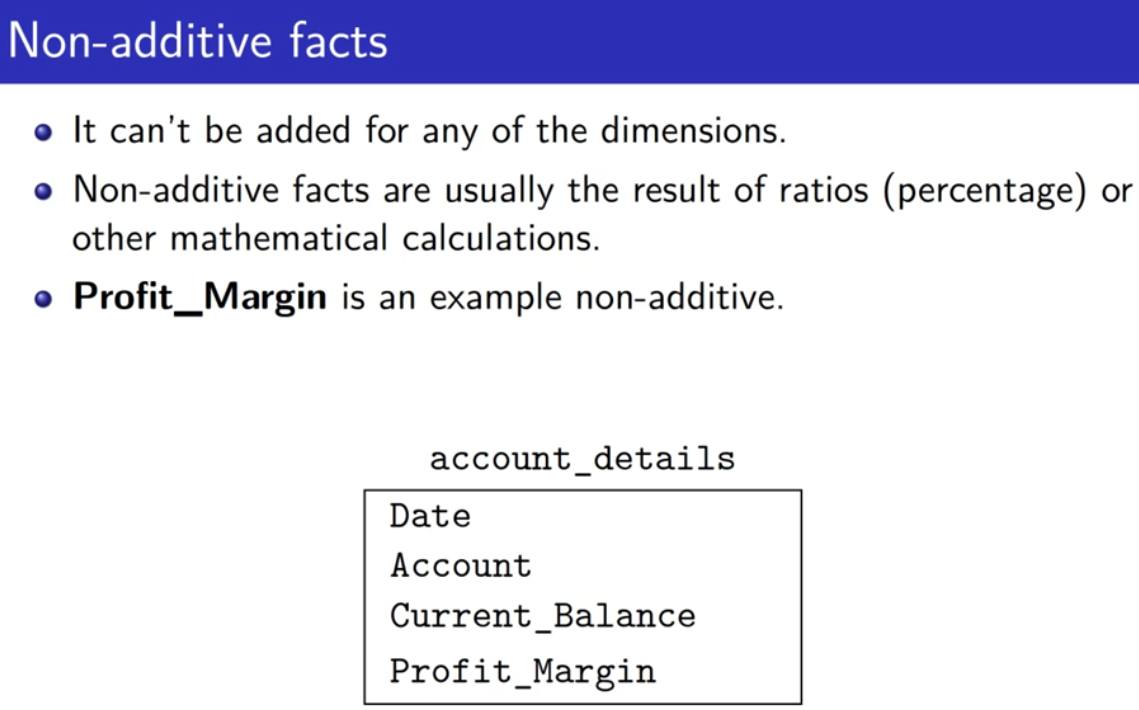 Non-additive facts
It can't be added for any of the dimensions.
Non-additive facts are usually the result of ratios (percentage) or
other mathematical calculations.
Profit_Margin is an example non-additive.
account_details
Date
Account
Current_Balance
Profit_Margin